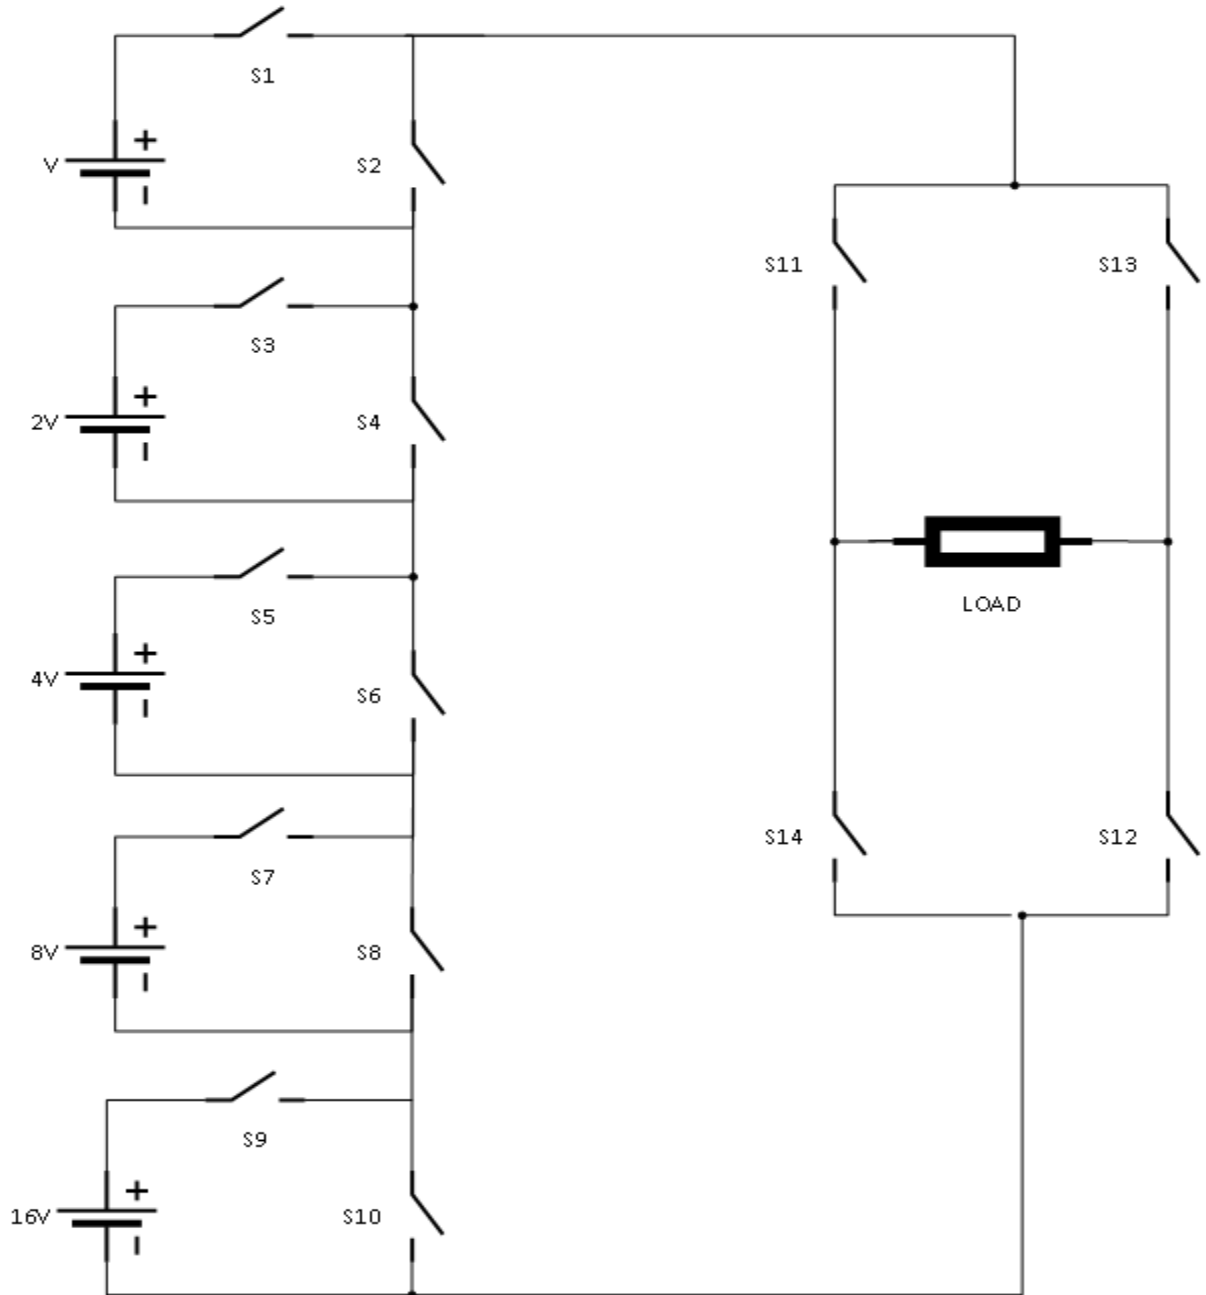 S1
+
V
S2
−
S11
S13
S3
+
2V
S4
−
LOAD
S5
+
4V
S6
−
S14
S12
S7
+
8V
S8
−
S9
+
16V
S10
−